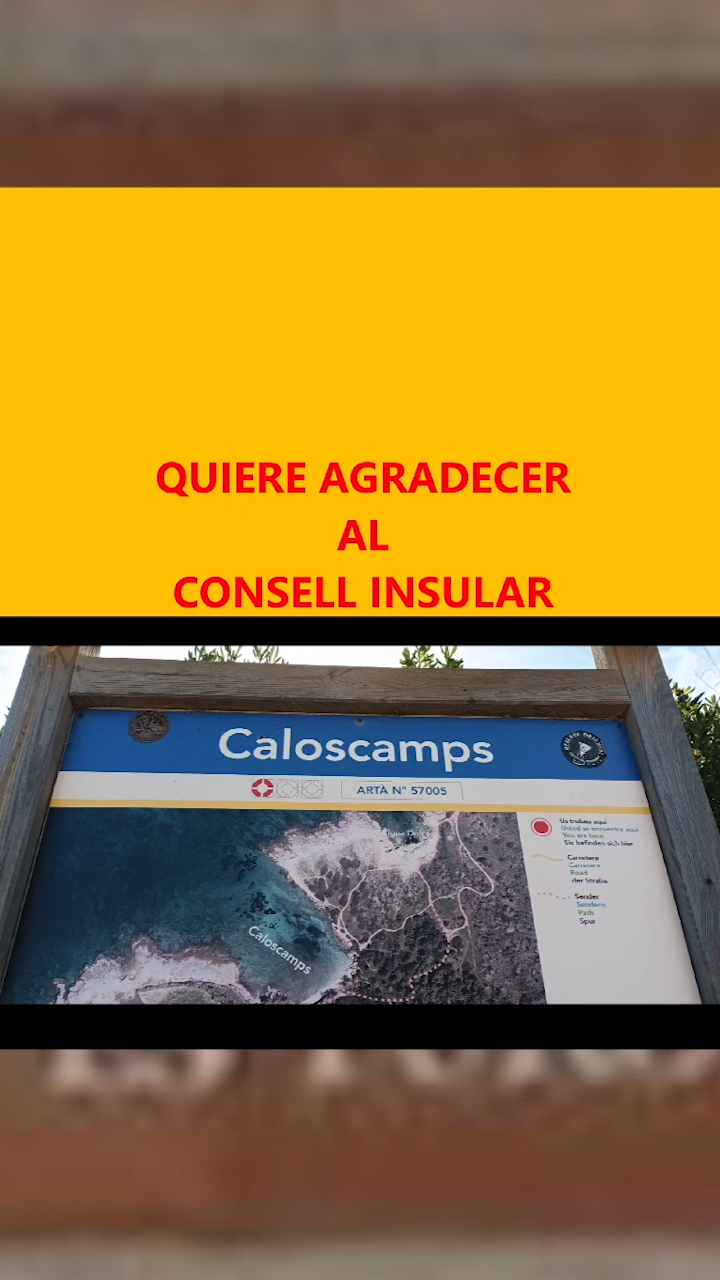 QUIERE AGRADECER
AL
CONSELL INSULAR
Caloscamps
ARTÀ Nº 57005
Us trobau aquí
Usted se encuentra aquí
You are here
Sie befinden sich hier
Carretera
Carretera
Road
der Straße
Sender
Sendero
Path
Spur
Caloscamps